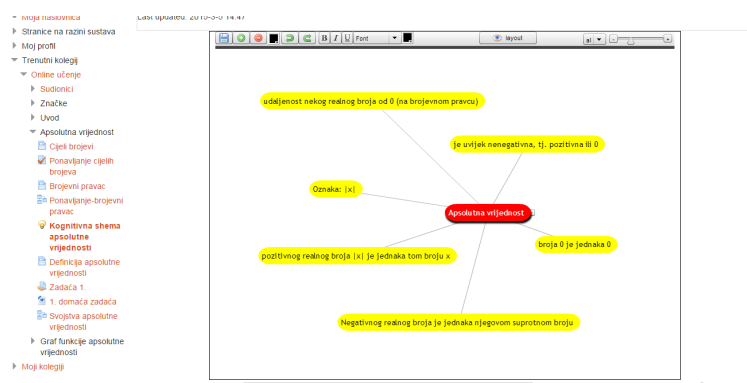 Moja naslovnica
Stranice na razini sustava
Moj profil
Trenutni kolegij
Online učenje
Sudionici
Značke
Uvod
Apsolutna vrijednost
Cijeli brojevi
Ponavljanje cijelih
brojeva
Brojevni pravac
Ponavljanje-brojevni
pravac
Kognitivna shema
apsolutne
vrijednosti
Definicija apsolutne
vrijednosti
Zadaća 1.
1. domaća zadaća
Svojstva apsolutne
vrijednosti
Graf funkcije apsolutne
vrijednosti
Moji kolegiji
Last updated: 2015-3-5 14:47
B I U Font
layout
udaljenost nekog realnog broja od 0 (na brojevnom pravcu)
je uvijek nenegativna, tj. pozitivna ili 0
Oznaka: |x|
Apsolutna vrijednost
broja 0 je jednaka 0
pozitivnog realnog broja |x| je jednaka tom broju x
Negativnog realnog broja je jednaka njegovom suprotnom broju